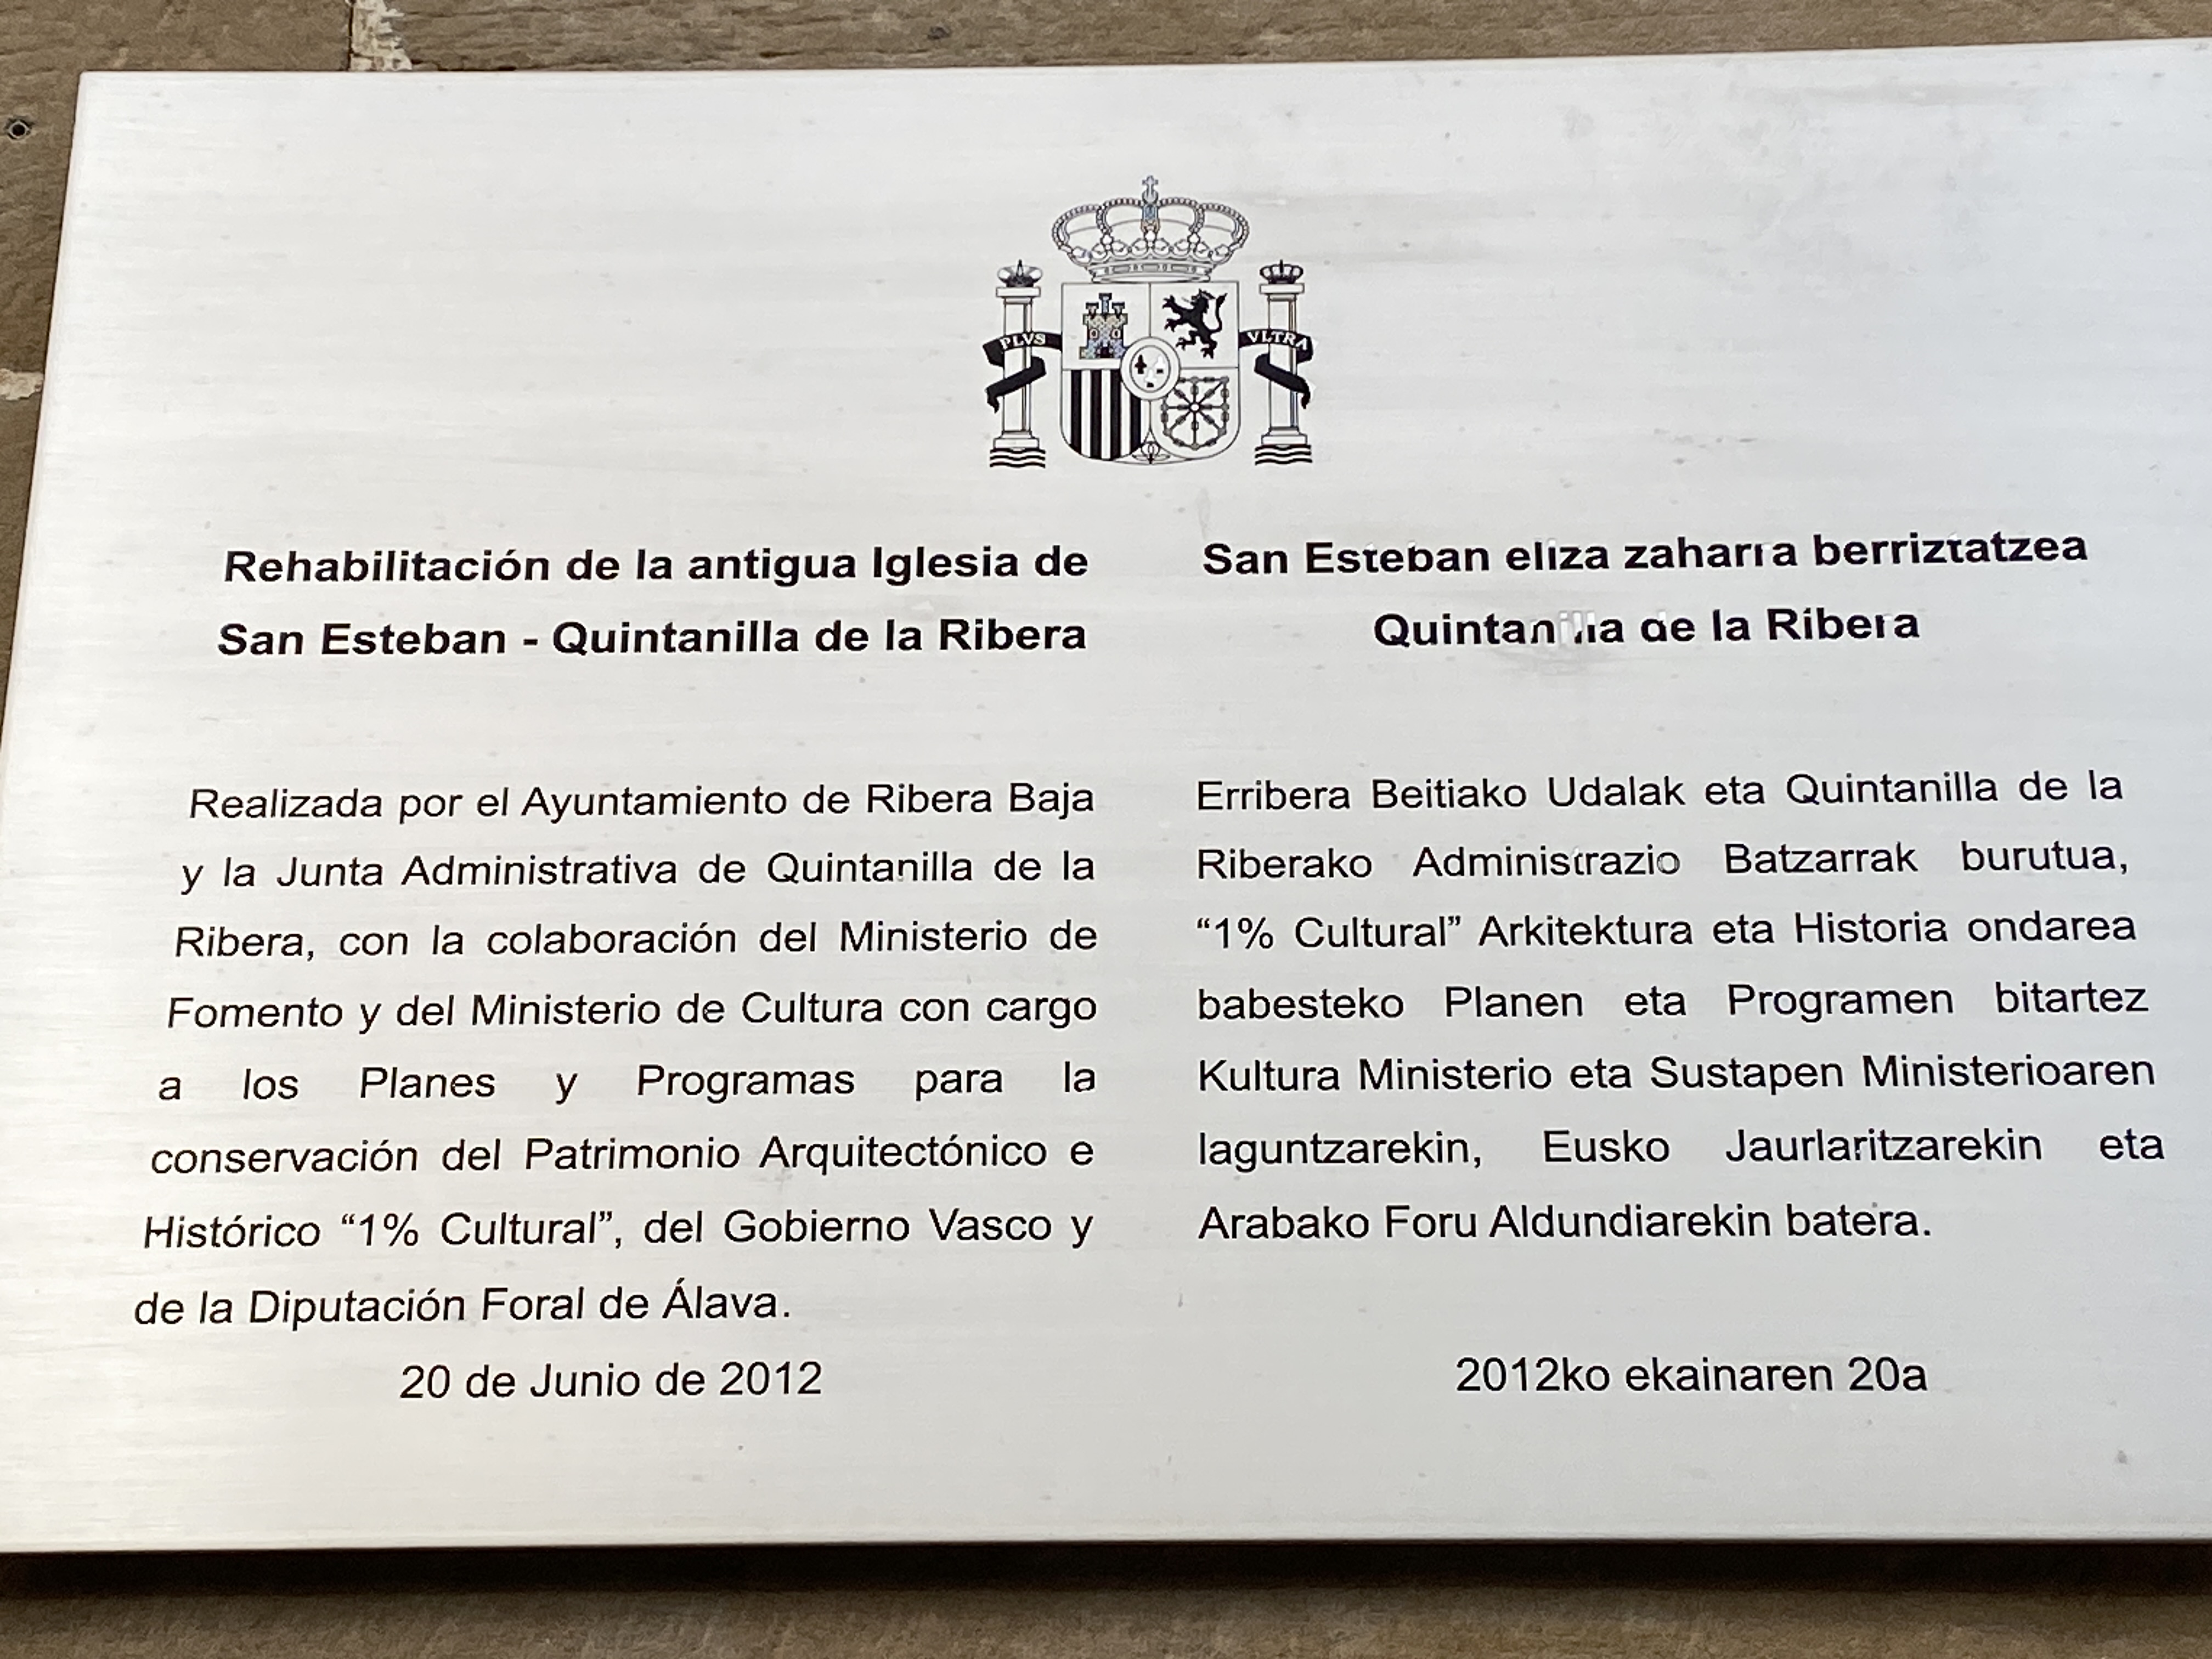 PLVS VLTRA
Rehabilitación de la antigua Iglesia de
San Esteban - Quintanilla de la Ribera
Realizada por el Ayuntamiento de Ribera Baja
y la Junta Administrativa de Quintanilla de la
Ribera, con la colaboración del Ministerio de
Fomento y del Ministerio de Cultura con cargo
a los Planes y Programas para la
conservación del Patrimonio Arquitectónico e
Histórico “1% Cultural”, del Gobierno Vasco y
de la Diputación Foral de Álava.
20 de Junio de 2012
San Esteban eliza zaharra berriztatzea
Quintanilla de la Ribera
Erribera Beitiako Udalak eta Quintanilla de la
Riberako Administrazio Batzarrak burutua,
“1% Cultural” Arkitektura eta Historia ondarea
babesteko Planen eta Programen bitartez
Kultura Ministerio eta Sustapen Ministerioaren
laguntzarekin, Eusko Jaurlaritzarekin eta
Arabako Foru Aldundiarekin batera.
2012ko ekainaren 20a